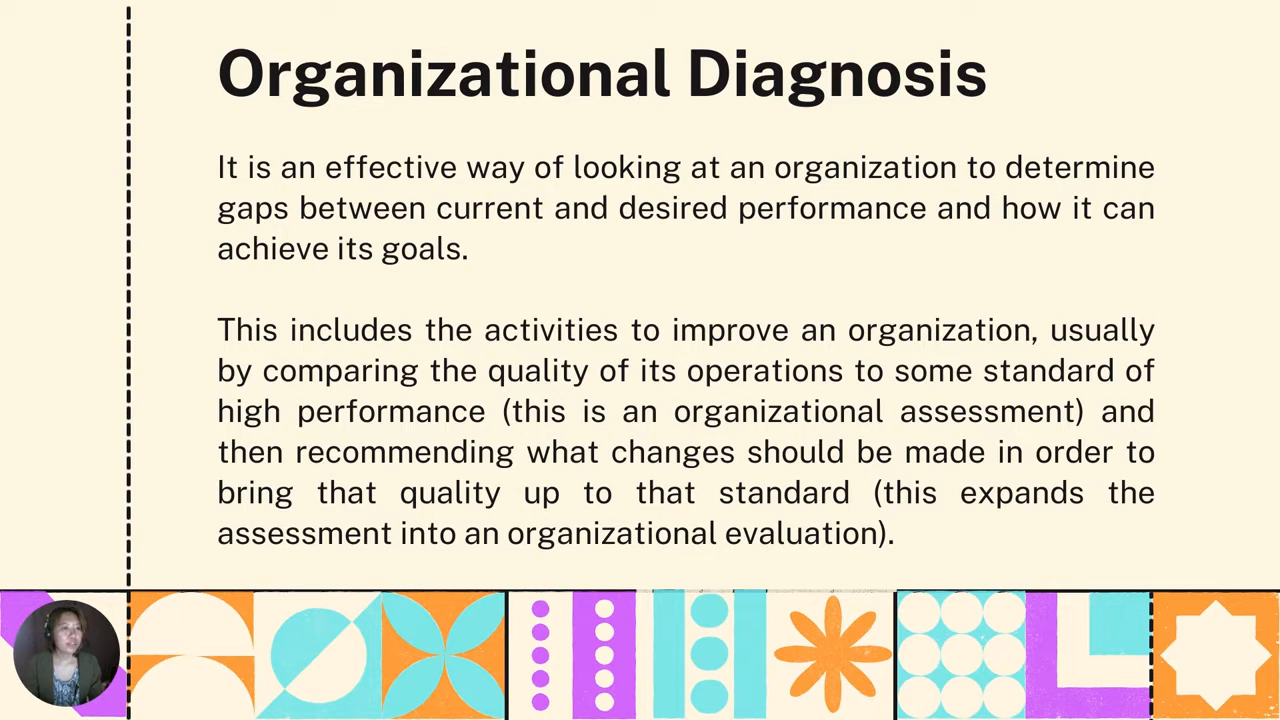 Organizational Diagnosis
It is an effective way of looking at an organization to determine
gaps between current and desired performance and how it can
achieve its goals.
This includes the activities to improve an organization, usually
by comparing the quality of its operations to some standard of
high performance (this is an organizational assessment) and
then recommending what changes should be made in order to
bring that quality up to that standard (this expands the
assessment into an organizational evaluation).